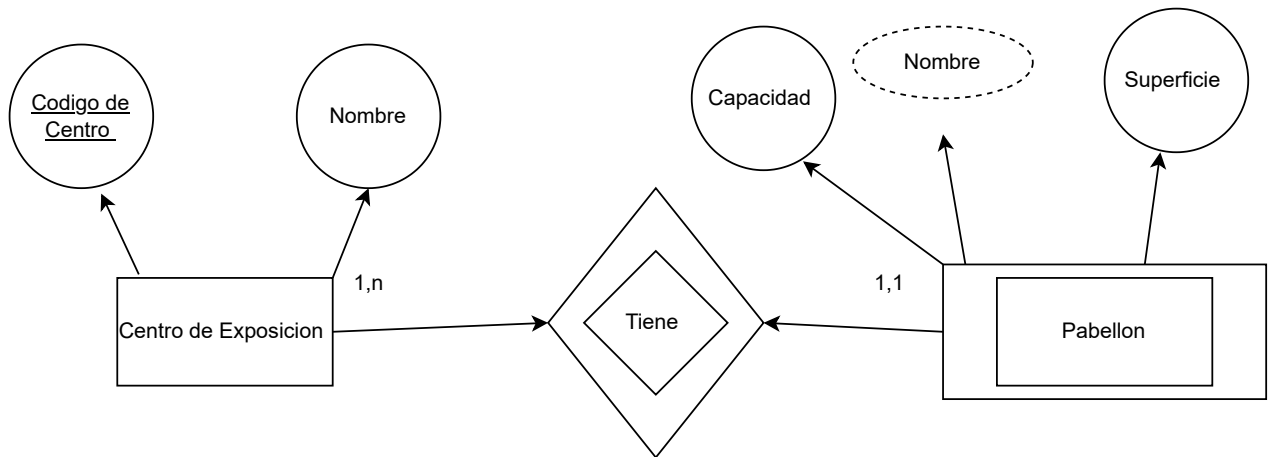 Codigo de
Centro
Nombre
Capacidad
Nombre
Superficie
1,n
1,1
Centro de Exposicion
Tiene
Pabellon